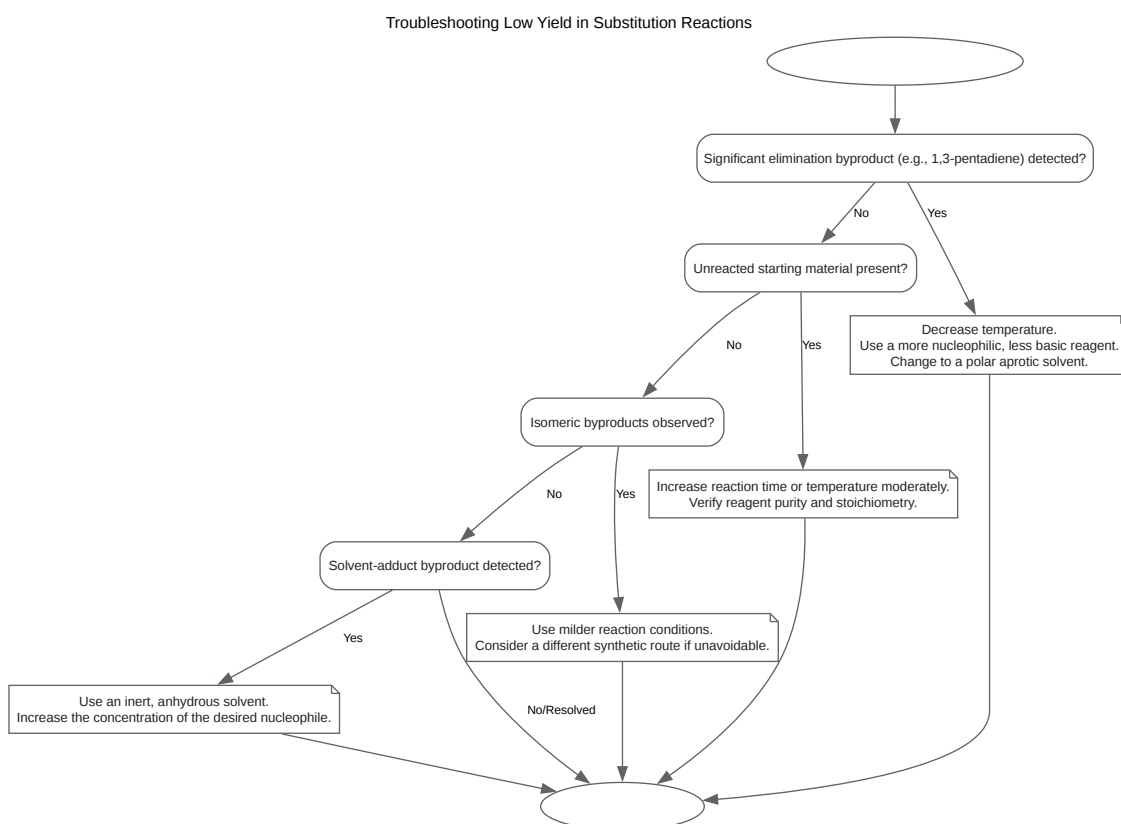 Troubleshooting Low Yield in Substitution Reactions
Significant elimination byproduct (e.g., 1,3-pentadiene) detected?
No
Yes
Unreacted starting material present?
Decrease temperature.
Use a more nucleophilic, less basic reagent.
Change to a polar aprotic solvent.
No
Yes
Isomeric byproducts observed?
Increase reaction time or temperature moderately.
Verify reagent purity and stoichiometry.
No
Yes
Solvent-adduct byproduct detected?
Use milder reaction conditions.
Consider a different synthetic route if unavoidable.
Yes
Use an inert, anhydrous solvent.
Increase the concentration of the desired nucleophile.
No/Resolved